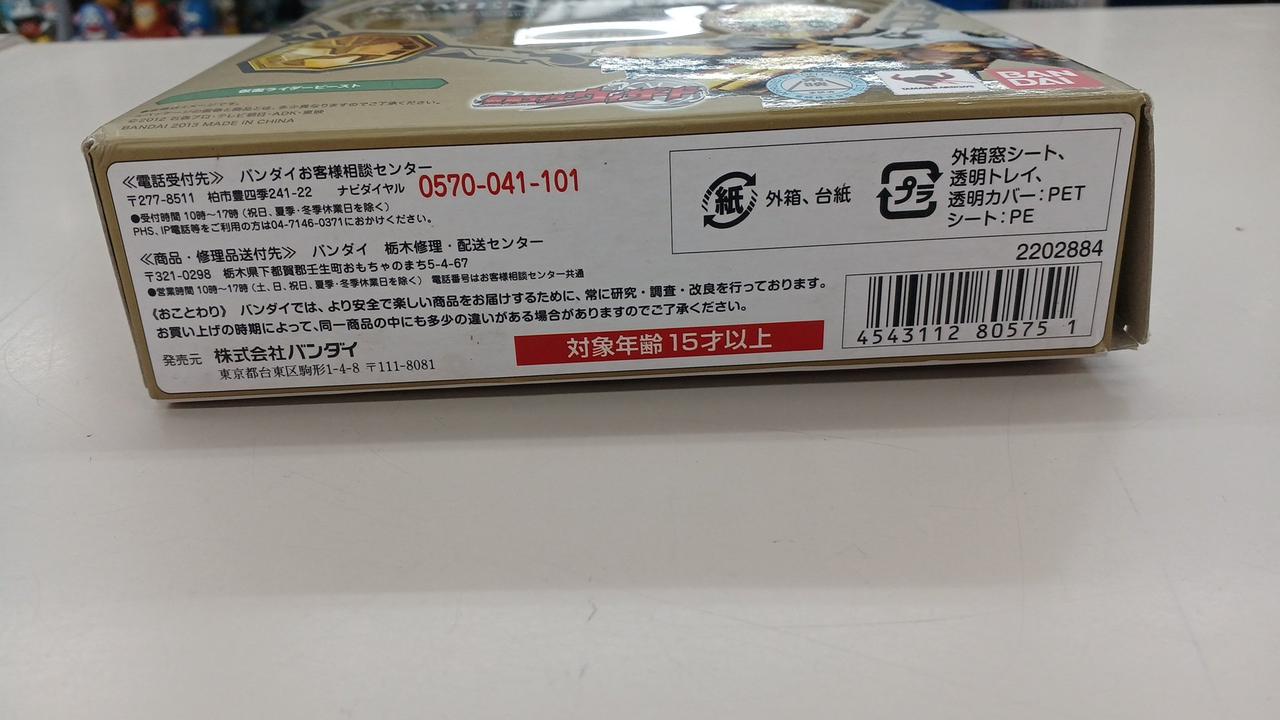 仮面ライダービースト
©2012 石森プロ・テレビ朝日・ADK・東映
BANDAI 2013 MADE IN CHINA
BAN
DAI
《電話受付先》 バンダイお客様相談センター
〒277-8511 柏市豊四季241-22 ナビダイヤル 0570-041-101
●受付時間 10時~17時 (祝日、夏季・冬季休業日を除く)
PHS、IP電話等をご利用の方は04-7146-0371におかけください。
《商品・修理品送付先》 バンダイ 栃木修理・配送センター
〒321-0298 栃木県下都賀郡壬生町おもちゃのまち5-4-67
●営業時間 10時~17時 (土、日、祝日、夏季・冬季休業日を除く) 電話番号はお客様相談センター共通
《おことわり》 バンダイでは、より安全で楽しい商品をお届けするために、常に研究・調査・改良を行っております。
お買い上げの時期によって、同一商品の中にも多少の違いがある場合がありますのでご了承ください。
発売元 株式会社バンダイ
東京都台東区駒形1-4-8 〒111-8081
対象年齢 15才以上
紙 外箱、台紙
プラ
外箱窓シート、
透明トレイ、
透明カバー:PET
シート:PE
2202884
4543112 80575 1